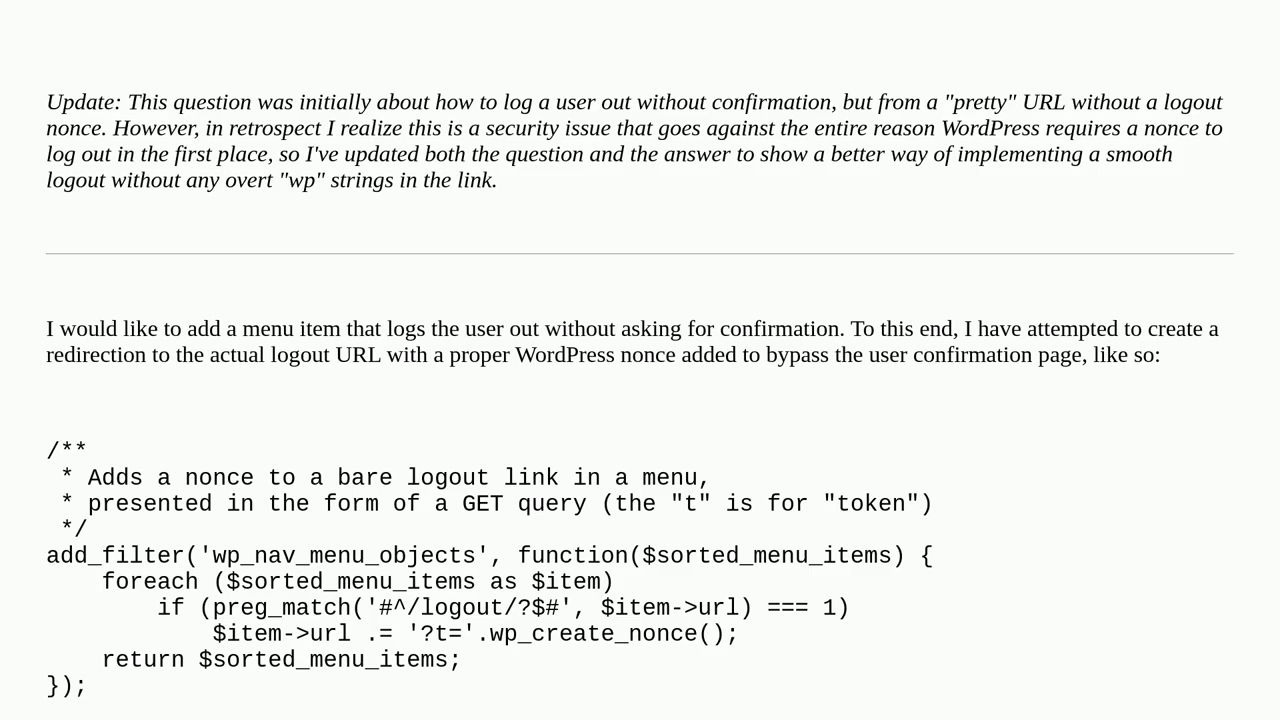 Update: This question was initially about how to log a user out without confirmation, but from a "pretty" URL without a logout
nonce. However, in retrospect I realize this is a security issue that goes against the entire reason WordPress requires a nonce to
log out in the first place, so I've updated both the question and the answer to show a better way of implementing a smooth
logout without any overt "wp" strings in the link.
I would like to add a menu item that logs the user out without asking for confirmation. To this end, I have attempted to create a
redirection to the actual logout URL with a proper WordPress nonce added to bypass the user confirmation page, like so:
/**
 * Adds a nonce to a bare logout link in a menu,
 * presented in the form of a GET query (the "t" is for "token")
 */
add_filter('wp_nav_menu_objects', function($sorted_menu_items) {
    foreach ($sorted_menu_items as $item)
        if (preg_match('#^/logout/?$#', $item->url) === 1)
            $item->url .= '?t='.wp_create_nonce();
    return $sorted_menu_items;
});